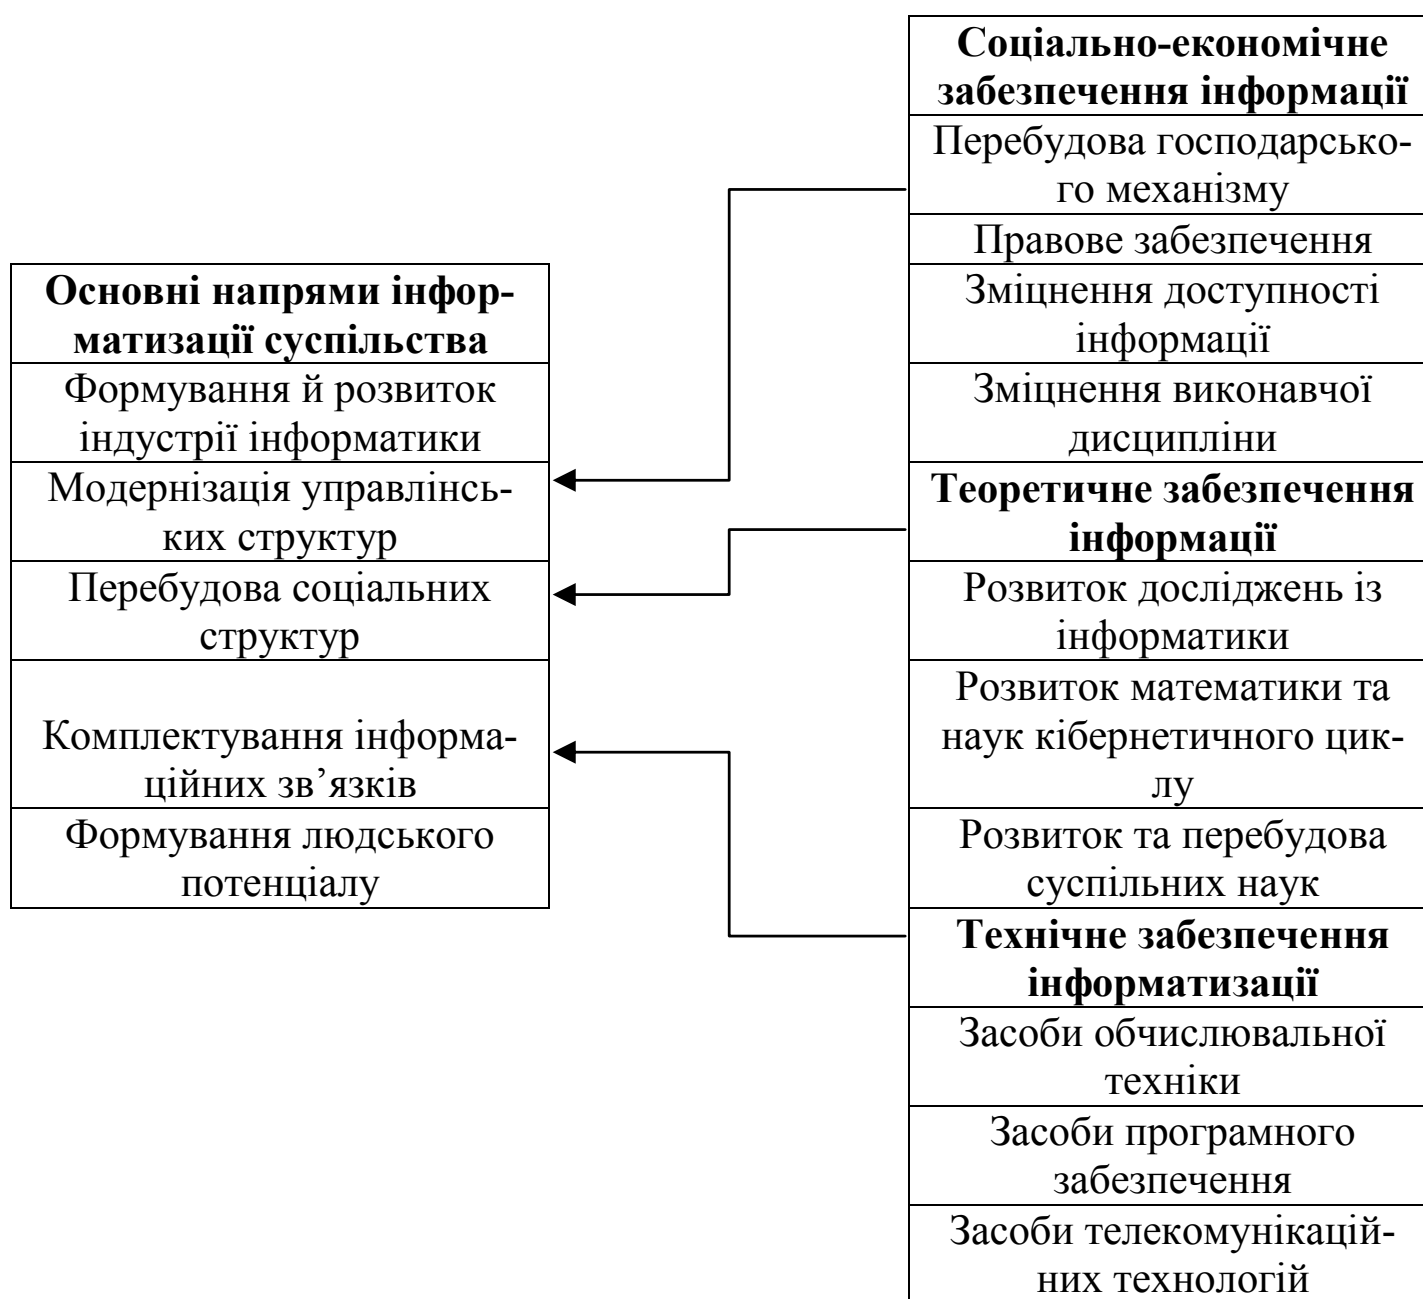 Основні напрями інфор-
матизації суспільства
Формування й розвиток
індустрії інформатики
Модернізація управлінсь-
ких структур
Перебудова соціальних
структур
Комплектування інформа-
ційних зв’язків
Формування людського
потенціалу
Соціально-економічне
забезпечення інформації
Перебудова господарсько-
го механізму
Правове забезпечення
Зміцнення доступності
інформації
Зміцнення виконавчої
дисципліни
Теоретичне забезпечення
інформації
Розвиток досліджень із
інформатики
Розвиток математики та
наук кібернетичного цик-
лу
Розвиток та перебудова
суспільних наук
Технічне забезпечення
інформатизації
Засоби обчислювальної
техніки
Засоби програмного
забезпечення
Засоби телекомунікацій-
них технологій